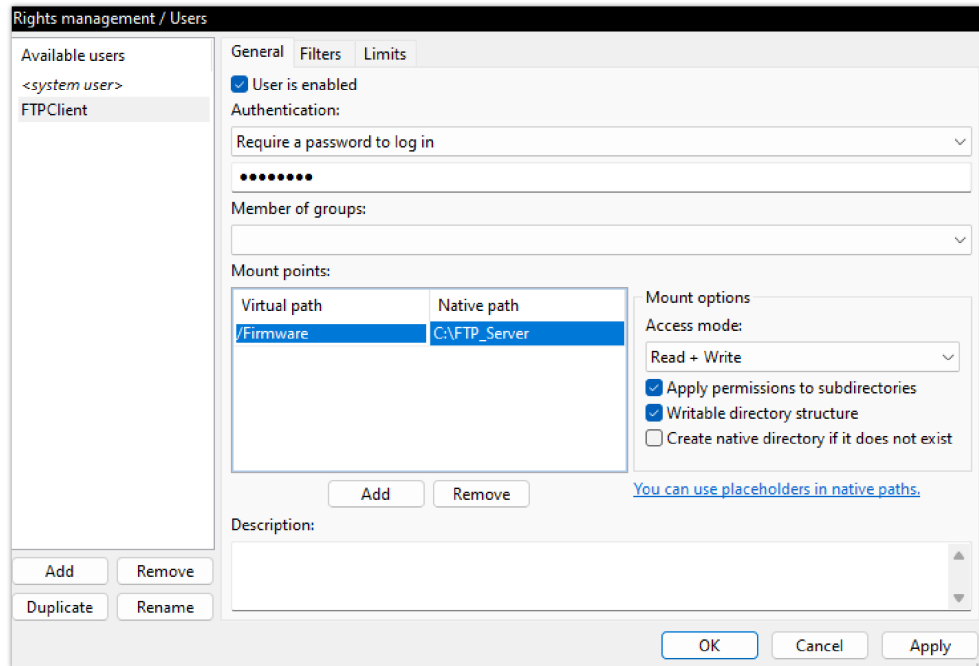 Rights management / Users
Available users
<system user>
FTPClient
Add Remove
Duplicate Rename
General Filters Limits
User is enabled
Authentication:
Require a password to log in
••••••••
Member of groups:
Mount points:
Virtual path Native path
/Firmware C:\FTP_Server
Add Remove
Mount options
Access mode:
Read + Write
Apply permissions to subdirectories
Writable directory structure
Create native directory if it does not exist
You can use placeholders in native paths.
Description:
OK Cancel Apply